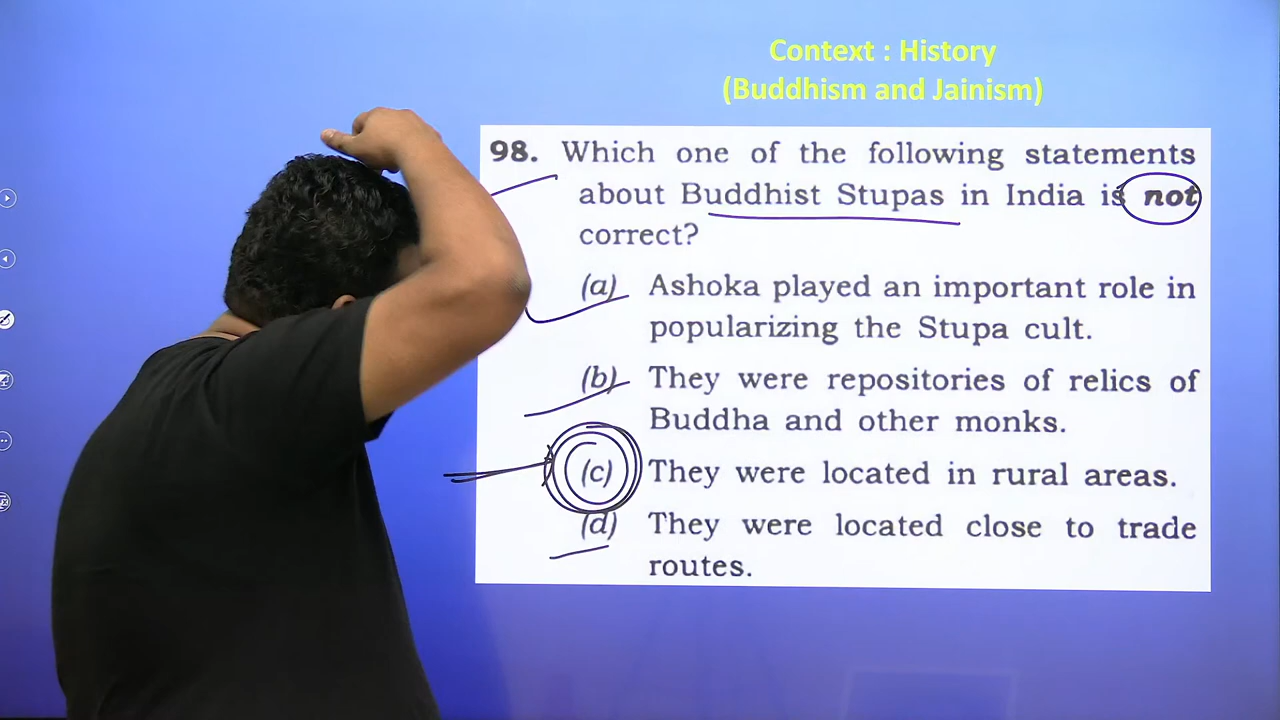 Context : History
(Buddhism and Jainism)
98. Which one of the following statements
about Buddhist Stupas in India is not
correct?
(a) Ashoka played an important role in
popularizing the Stupa cult.
(b) They were repositories of relics of
Buddha and other monks.
(c) They were located in rural areas.
(d) They were located close to trade
routes.